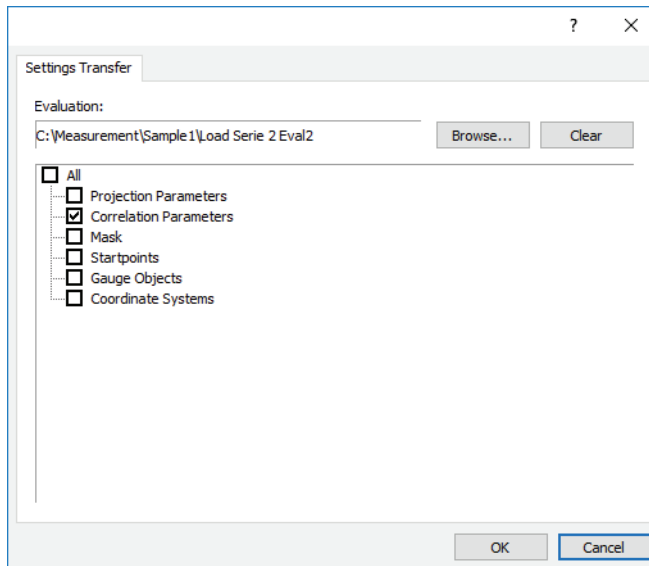 ?
Settings Transfer
Evaluation:
C:\Measurement\Sample1\Load Serie 2 Eval2
Browse...
Clear
All
Projection Parameters
Correlation Parameters
Mask
Startpoints
Gauge Objects
Coordinate Systems
OK
Cancel